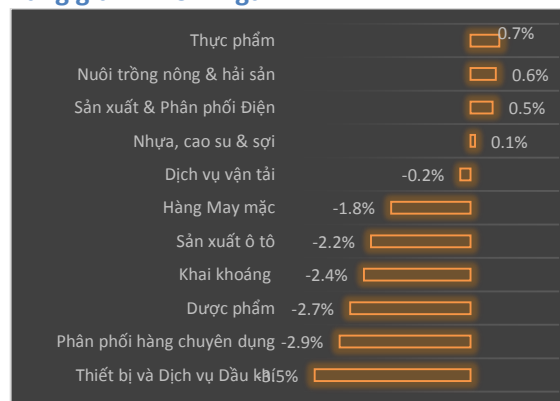 Thực phẩm 0.7%
Nuôi trồng nông & hải sản 0.6%
Sản xuất & Phân phối Điện 0.5%
Nhựa, cao su & sợi 0.1%
Dịch vụ vận tải -0.2%
Hàng May mặc -1.8%
Sản xuất ô tô -2.2%
Khai khoáng -2.4%
Dược phẩm -2.7%
Phân phối hàng chuyên dụng -2.9%
Thiết bị và Dịch vụ Dầu khí -3.5%